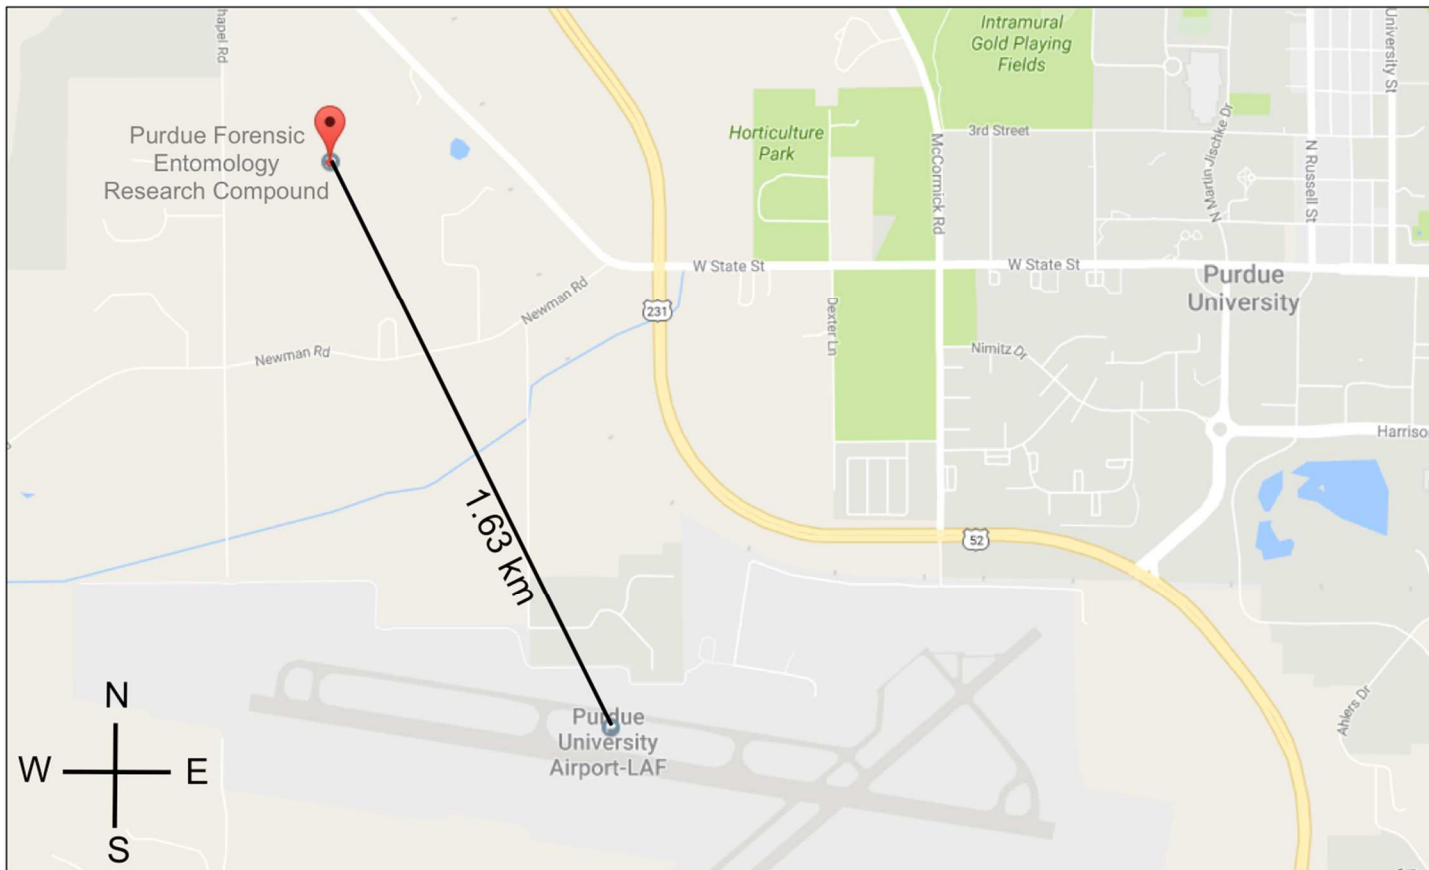 hapel Rd
Intramural
Gold Playing
Fields
University St
Purdue Forensic
Entomology
Research Compound
Horticulture
Park
3rd Street
McCormick Rd
N Martin Jischke Dr
N Russell St
W State St
W State St
Purdue
University
Newman Rd
231
Dexter Ln
Newman Rd
Nimitz Dr
Harriso
1.63 km
52
N
W
E
S
Purdue
University
Airport-LAF
Ahlers Dr